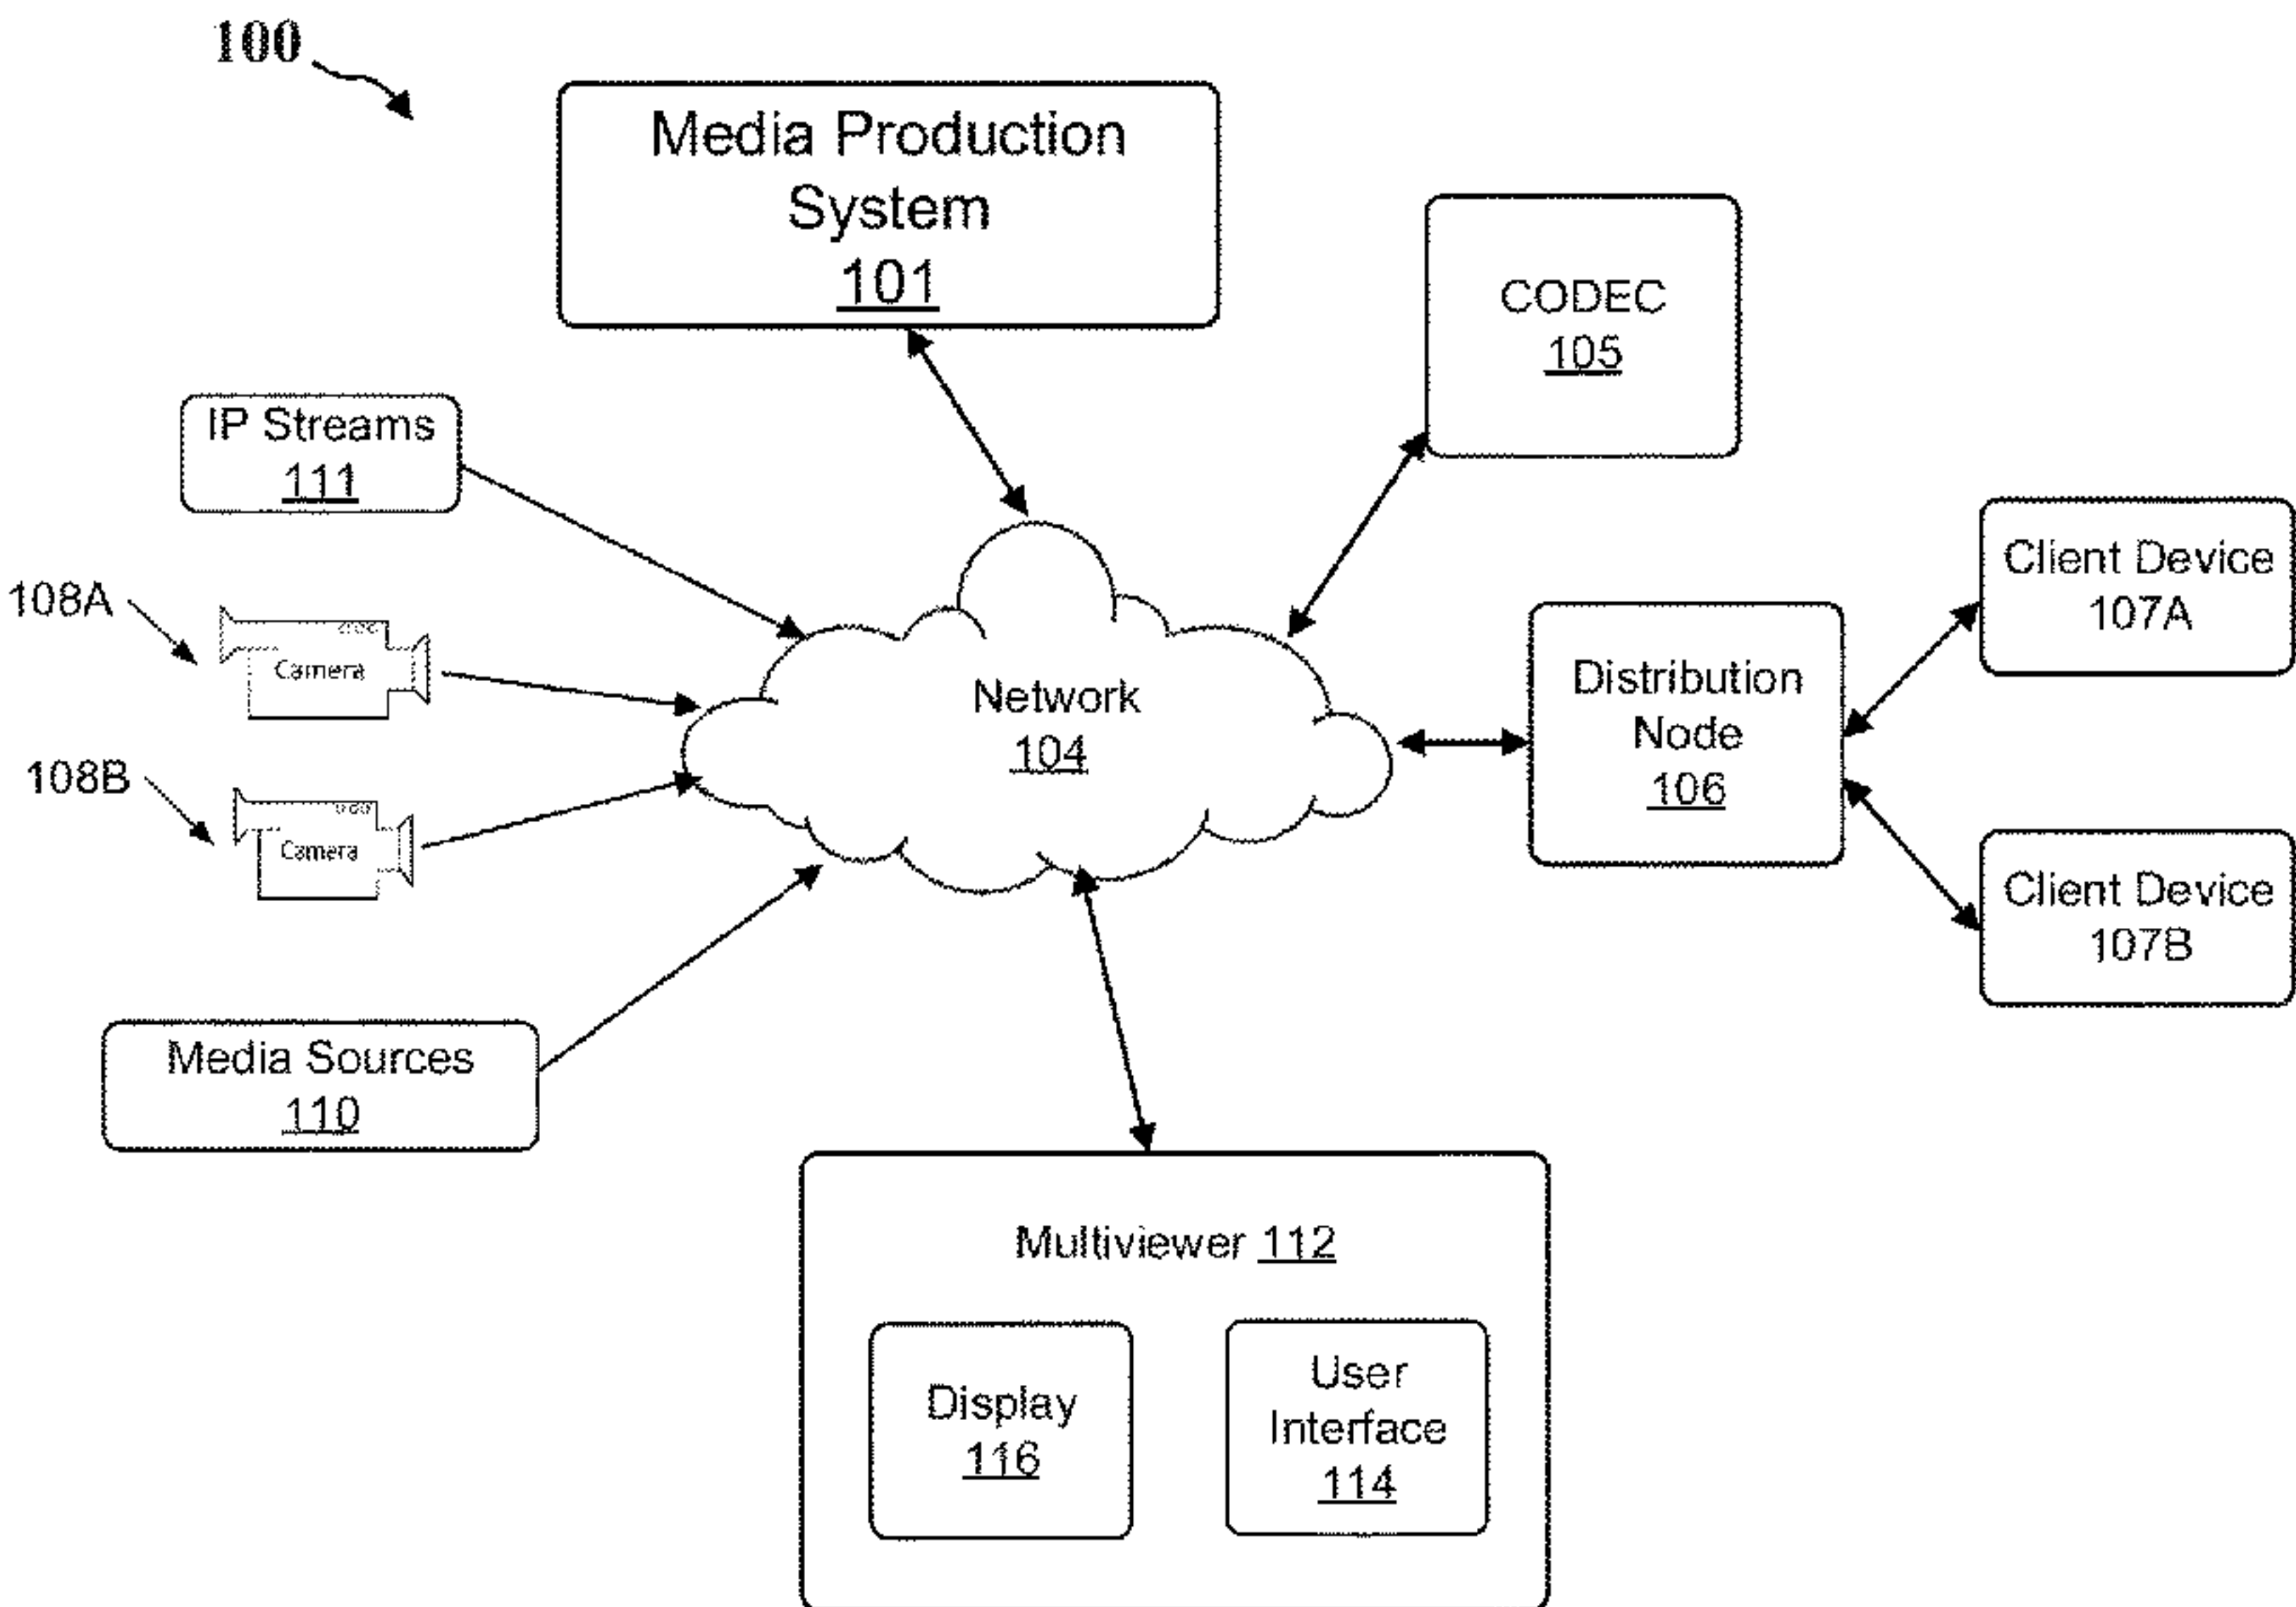 100
Media Production
System
101
CODEC
105
IP Streams
111
108A
Camera
Client Device
107A
Network
104
Distribution
Node
106
108B
Camera
Client Device
107B
Media Sources
110
Multiviewer 112
Display
116
User
Interface
114